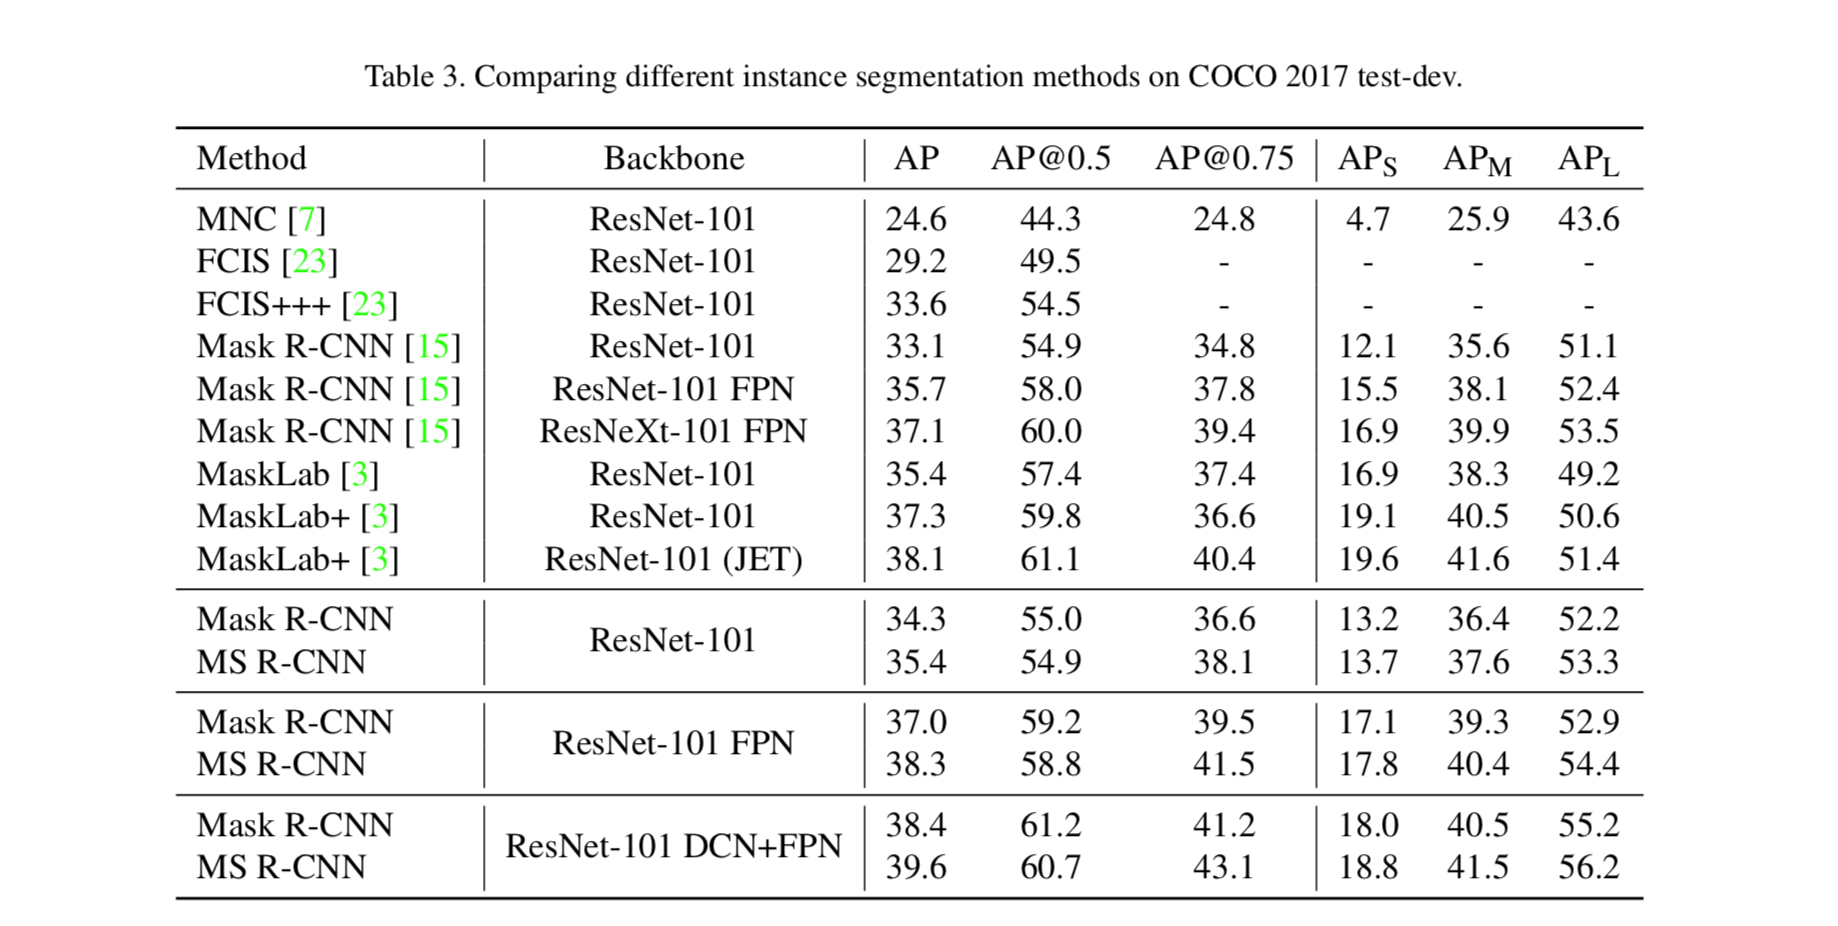 Table 3. Comparing different instance segmentation methods on COCO 2017 test-dev.
Method Backbone AP AP@0.5 AP@0.75 APS APM APL
MNC [7] ResNet-101 24.6 44.3 24.8 4.7 25.9 43.6
FCIS [23] ResNet-101 29.2 49.5 - - - -
FCIS+++ [23] ResNet-101 33.6 54.5 - - - -
Mask R-CNN [15] ResNet-101 33.1 54.9 34.8 12.1 35.6 51.1
Mask R-CNN [15] ResNet-101 FPN 35.7 58.0 37.8 15.5 38.1 52.4
Mask R-CNN [15] ResNeXt-101 FPN 37.1 60.0 39.4 16.9 39.9 53.5
MaskLab [3] ResNet-101 35.4 57.4 37.4 16.9 38.3 49.2
MaskLab+ [3] ResNet-101 37.3 59.8 36.6 19.1 40.5 50.6
MaskLab+ [3] ResNet-101 (JET) 38.1 61.1 40.4 19.6 41.6 51.4
Mask R-CNN 34.3 55.0 36.6 13.2 36.4 52.2
ResNet-101
MS R-CNN 35.4 54.9 38.1 13.7 37.6 53.3
Mask R-CNN 37.0 59.2 39.5 17.1 39.3 52.9
ResNet-101 FPN
MS R-CNN 38.3 58.8 41.5 17.8 40.4 54.4
Mask R-CNN 38.4 61.2 41.2 18.0 40.5 55.2
ResNet-101 DCN+FPN
MS R-CNN 39.6 60.7 43.1 18.8 41.5 56.2